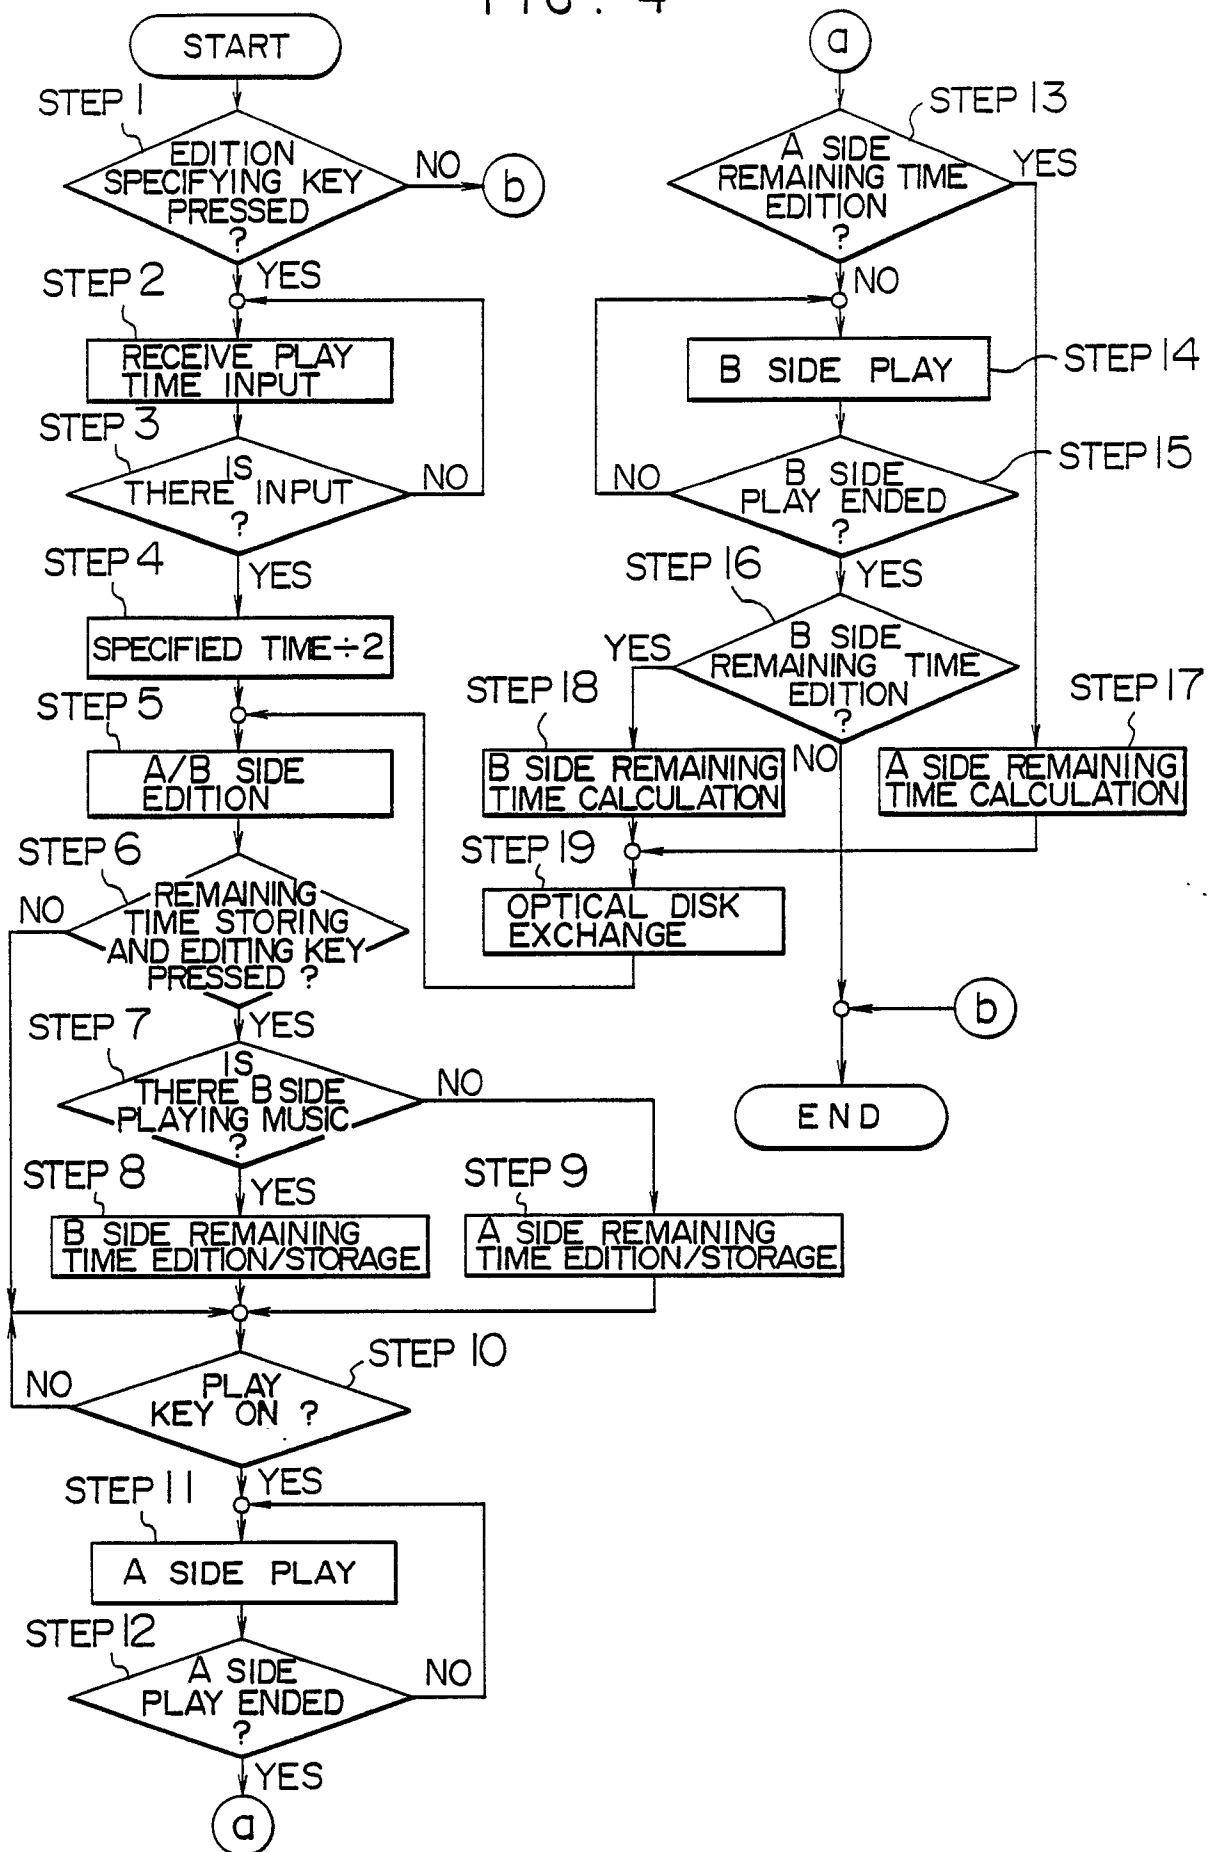 FIG. 4
START
STEP 1
EDITION
SPECIFYING KEY
PRESSED
?
NO
b
YES
STEP 2
RECEIVE PLAY
TIME INPUT
STEP 3
IS
THERE INPUT
?
NO
YES
STEP 4
SPECIFIED TIME÷2
STEP 5
A/B SIDE
EDITION
STEP 6
REMAINING
TIME STORING
AND EDITING KEY
PRESSED ?
NO
YES
STEP 7
IS
THERE B SIDE
PLAYING MUSIC
?
NO
YES
STEP 8
B SIDE REMAINING
TIME EDITION/STORAGE
STEP 9
A SIDE REMAINING
TIME EDITION/STORAGE
STEP 10
PLAY
KEY ON ?
NO
YES
STEP 11
A SIDE PLAY
STEP 12
A SIDE
PLAY ENDED
?
NO
YES
a
a
STEP 13
A SIDE
REMAINING TIME
EDITION
?
YES
NO
B SIDE PLAY
STEP 14
STEP 15
B SIDE
PLAY ENDED
?
NO
YES
STEP 16
B SIDE
REMAINING TIME
EDITION
?
YES
NO
STEP 18
B SIDE REMAINING
TIME CALCULATION
STEP 17
A SIDE REMAINING
TIME CALCULATION
STEP 19
OPTICAL DISK
EXCHANGE
b
END